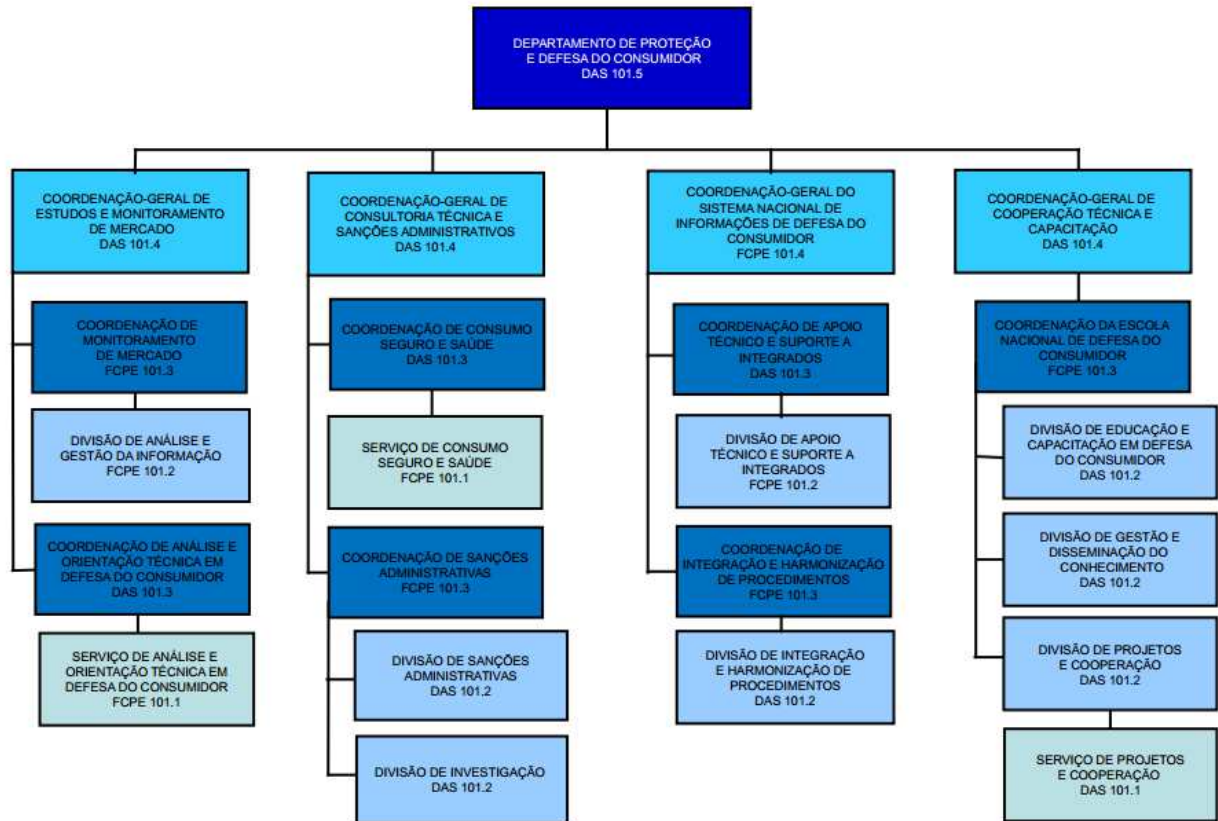 DEPARTAMENTO DE PROTEÇÃO
E DEFESA DO CONSUMIDOR
DAS 101.5
COORDENAÇÃO-GERAL DE
ESTUDOS E MONITORAMENTO
DE MERCADO
DAS 101.4
COORDENAÇÃO DE
MONITORAMENTO
DE MERCADO
FCPE 101.3
DIVISÃO DE ANÁLISE E
GESTÃO DA INFORMAÇÃO
FCPE 101.2
COORDENAÇÃO DE ANÁLISE E
ORIENTAÇÃO TÉCNICA EM
DEFESA DO CONSUMIDOR
DAS 101.3
SERVIÇO DE ANÁLISE E
ORIENTAÇÃO TÉCNICA EM
DEFESA DO CONSUMIDOR
FCPE 101.1
COORDENAÇÃO-GERAL DE
CONSULTORIA TÉCNICA E
SANÇÕES ADMINISTRATIVOS
DAS 101.4
COORDENAÇÃO DE CONSUMO
SEGURO E SAÚDE
DAS 101.3
SERVIÇO DE CONSUMO
SEGURO E SAÚDE
FCPE 101.1
COORDENAÇÃO DE SANÇÕES
ADMINISTRATIVAS
FCPE 101.3
DIVISÃO DE SANÇÕES
ADMINISTRATIVAS
DAS 101.2
DIVISÃO DE INVESTIGAÇÃO
DAS 101.2
COORDENAÇÃO-GERAL DO
SISTEMA NACIONAL DE
INFORMAÇÕES DE DEFESA DO
CONSUMIDOR
FCPE 101.4
COORDENAÇÃO DE APOIO
TÉCNICO E SUPORTE A
INTEGRADOS
DAS 101.3
DIVISÃO DE APOIO
TÉCNICO E SUPORTE A
INTEGRADOS
FCPE 101.2
COORDENAÇÃO DE
INTEGRAÇÃO E HARMONIZAÇÃO
DE PROCEDIMENTOS
FCPE 101.3
DIVISÃO DE INTEGRAÇÃO
E HARMONIZAÇÃO DE
PROCEDIMENTOS
DAS 101.2
COORDENAÇÃO-GERAL DE
COOPERAÇÃO TÉCNICA E
CAPACITAÇÃO
DAS 101.4
COORDENAÇÃO DA ESCOLA
NACIONAL DE DEFESA DO
CONSUMIDOR
FCPE 101.3
DIVISÃO DE EDUCAÇÃO E
CAPACITAÇÃO EM DEFESA
DO CONSUMIDOR
DAS 101.2
DIVISÃO DE GESTÃO E
DISSEMINAÇÃO DO
CONHECIMENTO
DAS 101.2
DIVISÃO DE PROJETOS
E COOPERAÇÃO
DAS 101.2
SERVIÇO DE PROJETOS
E COOPERAÇÃO
DAS 101.1